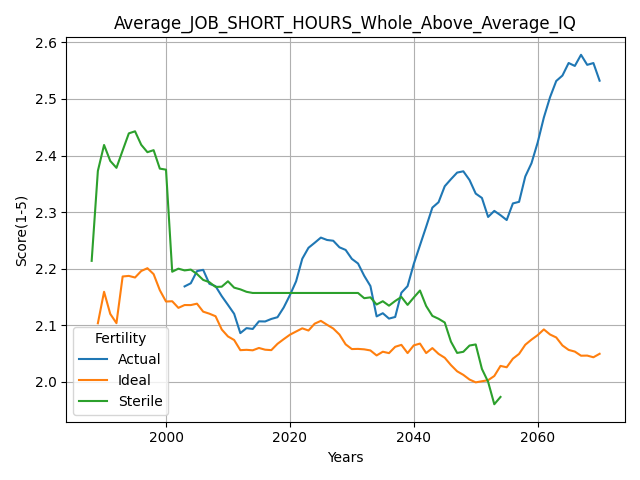 Average_JOB_SHORT_HOURS_Whole_Above_Average_IQ
2.6
2.5
2.4
2.3
2.2
2.1
2.0
Score(1-5)
Fertility
Actual
Ideal
Sterile
2000 2020 2040 2060
Years